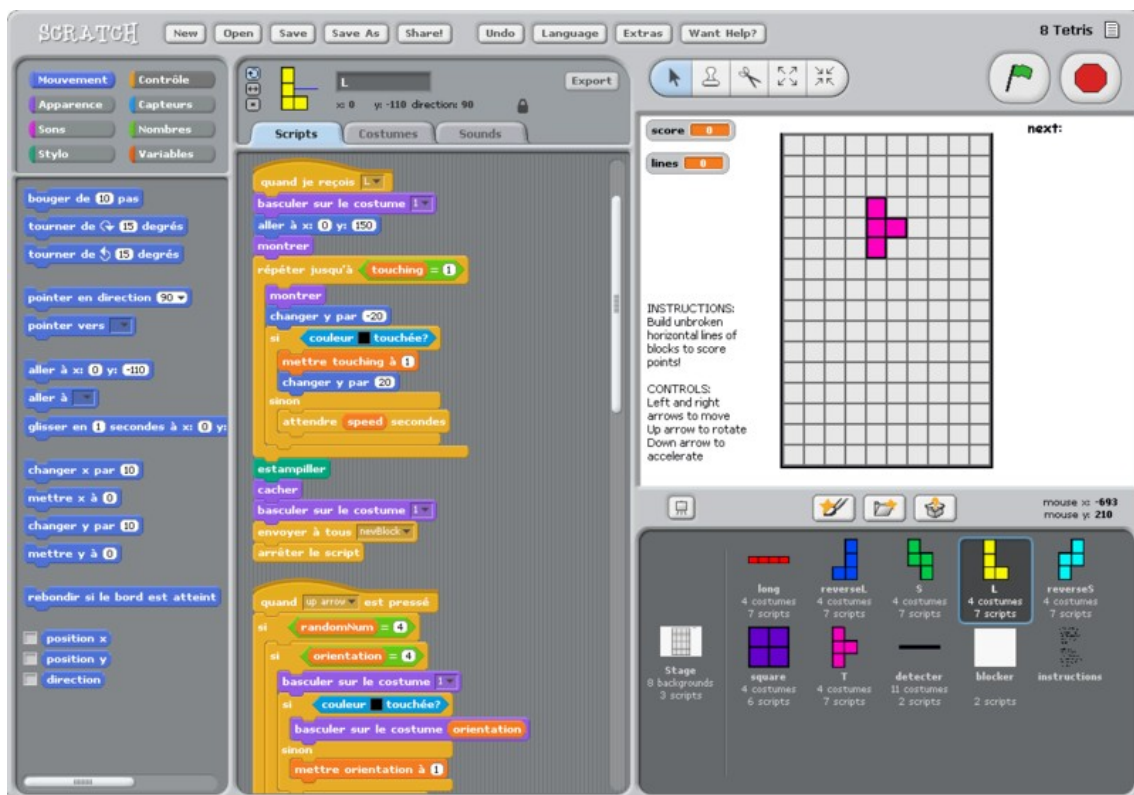 SCRATCH New Open Save Save As Share! Undo Language Extras Want Help? 8 Tetris
Mouvement Contrôle
Apparence Capteurs
Sons Nombres
Stylo Variables
bouger de 10 pas
tourner de 15 degrés
tourner de 15 degrés
pointer en direction 90
pointer vers
aller à x: 0 y: -110
aller à
glisser en 1 secondes à x: 0 y:
changer x par 10
mettre x à 0
changer y par 10
mettre y à 0
rebondir si le bord est atteint
position x
position y
direction
L
Export
x: 0 y: -110 direction: 90
Scripts Costumes Sounds
quand je reçois L
basculer sur le costume 1
aller à x: 0 y: 150
montrer
répéter jusqu'à touching = 1
montrer
changer y par -20
si couleur touchée?
mettre touching à 1
changer y par 20
sinon
attendre speed secondes
estampiller
cacher
basculer sur le costume 1
envoyer à tous newBlock
arrêter le script
quand up arrow est pressé
si randomNum = 4
si orientation = 4
basculer sur le costume 1
si couleur touchée?
basculer sur le costume orientation
sinon
mettre orientation à 1
score 0
lines 0
next:
INSTRUCTIONS:
Build unbroken
horizontal lines of
blocks to score
points!
CONTROLS:
Left and right
arrows to move
Up arrow to rotate
Down arrow to
accelerate
mouse x: -693
mouse y: 210
Stage
8 backgrounds
3 scripts
long
4 costumes
7 scripts
reverseL
4 costumes
7 scripts
S
4 costumes
7 scripts
L
4 costumes
7 scripts
reverseS
4 costumes
7 scripts
square
4 costumes
6 scripts
T
4 costumes
7 scripts
detecter
11 costumes
2 scripts
blocker
2 scripts
instructions